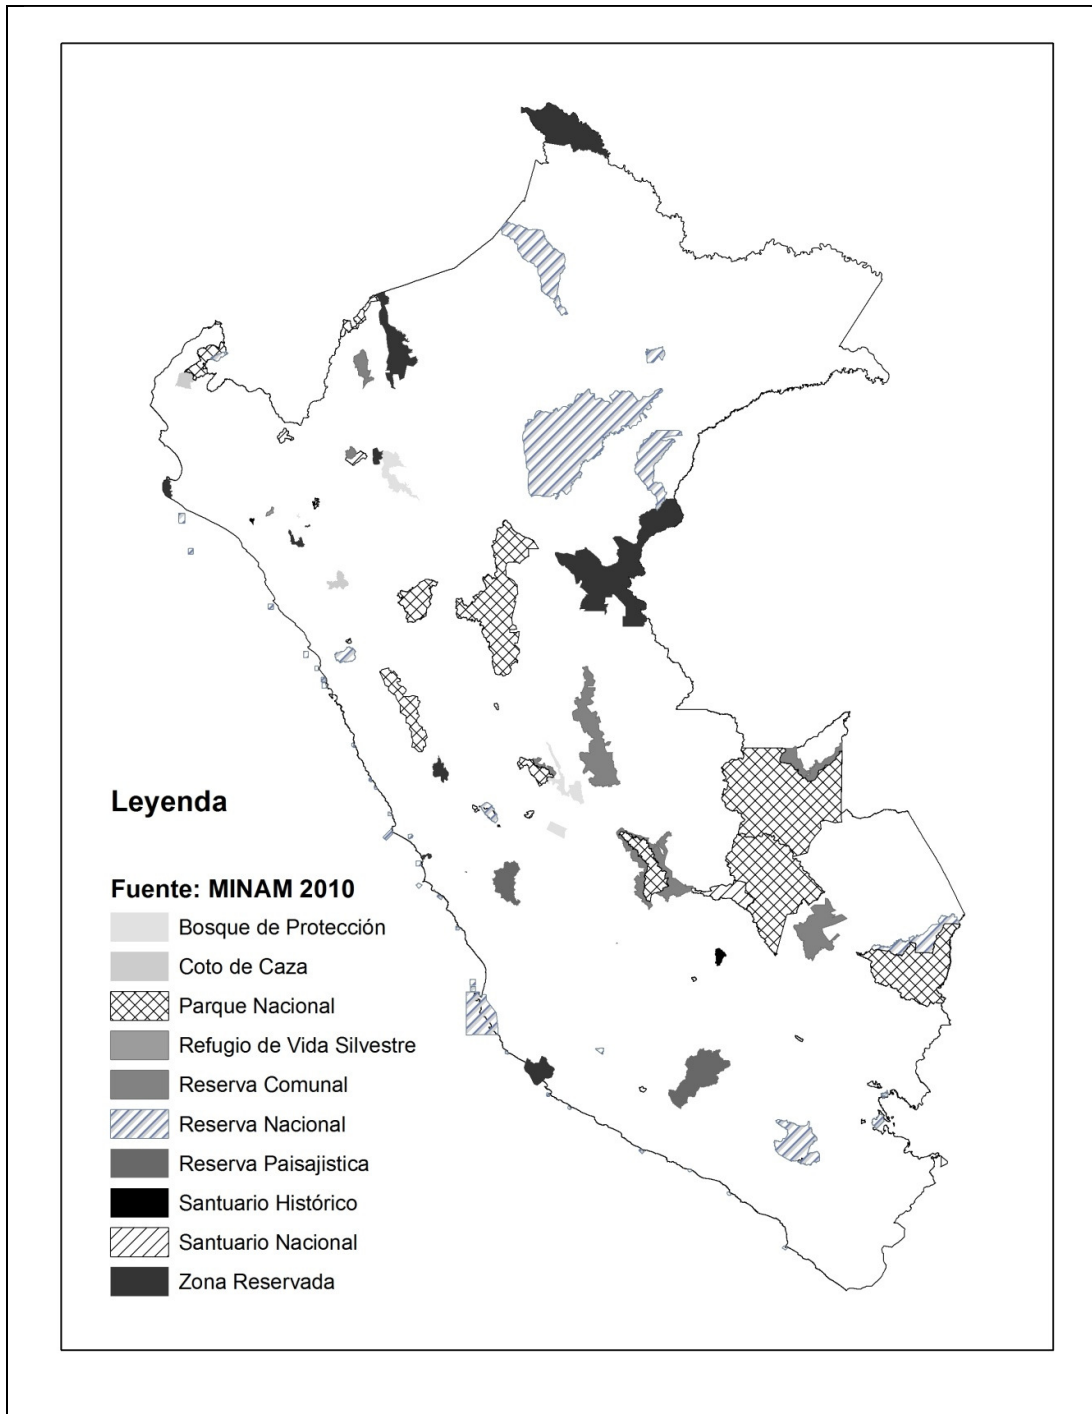 Leyenda
Fuente: MINAM 2010
Bosque de Protección
Coto de Caza
Parque Nacional
Refugio de Vida Silvestre
Reserva Comunal
Reserva Nacional
Reserva Paisajistica
Santuario Histórico
Santuario Nacional
Zona Reservada